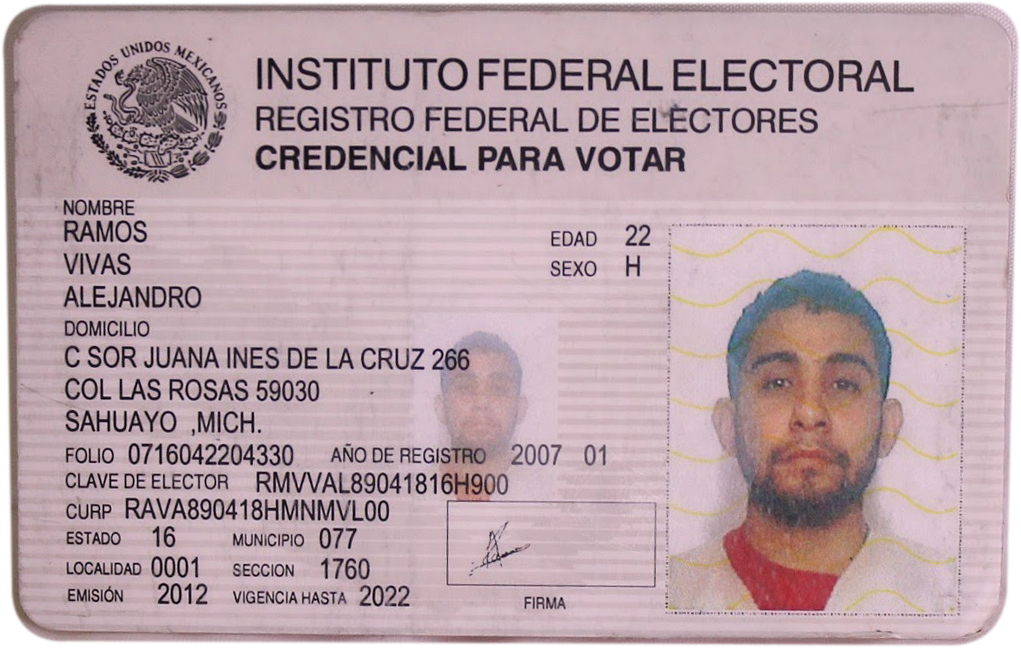 ESTADOS UNIDOS MEXICANOS
INSTITUTO FEDERAL ELECTORAL
REGISTRO FEDERAL DE ELECTORES
CREDENCIAL PARA VOTAR
NOMBRE
RAMOS
EDAD 22
VIVAS
SEXO H
ALEJANDRO
DOMICILIO
C SOR JUANA INES DE LA CRUZ 266
COL LAS ROSAS 59030
SAHUAYO ,MICH.
FOLIO 0716042204330 AÑO DE REGISTRO 2007 01
CLAVE DE ELECTOR RMVVAL89041816H900
CURP RAVA890418HMNMVL00
ESTADO 16 MUNICIPIO 077
LOCALIDAD 0001 SECCION 1760
EMISIÓN 2012 VIGENCIA HASTA 2022
FIRMA